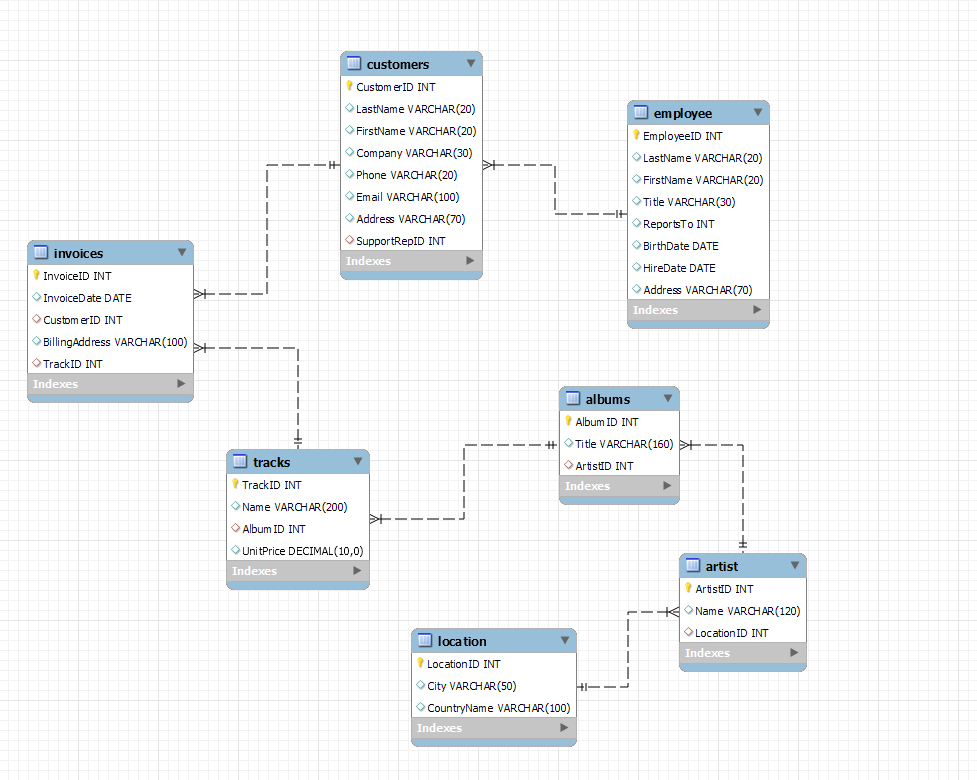 customers
CustomerID INT
LastName VARCHAR(20)
FirstName VARCHAR(20)
Company VARCHAR(30)
Phone VARCHAR(20)
Email VARCHAR(100)
Address VARCHAR(70)
SupportRepID INT
Indexes
employee
EmployeeID INT
LastName VARCHAR(20)
FirstName VARCHAR(20)
Title VARCHAR(30)
ReportsTo INT
BirthDate DATE
HireDate DATE
Address VARCHAR(70)
Indexes
invoices
InvoiceID INT
InvoiceDate DATE
CustomerID INT
BillingAddress VARCHAR(100)
TrackID INT
Indexes
albums
AlbumID INT
Title VARCHAR(160)
ArtistID INT
Indexes
tracks
TrackID INT
Name VARCHAR(200)
AlbumID INT
UnitPrice DECIMAL(10,0)
Indexes
artist
ArtistID INT
Name VARCHAR(120)
LocationID INT
Indexes
location
LocationID INT
City VARCHAR(50)
CountryName VARCHAR(100)
Indexes